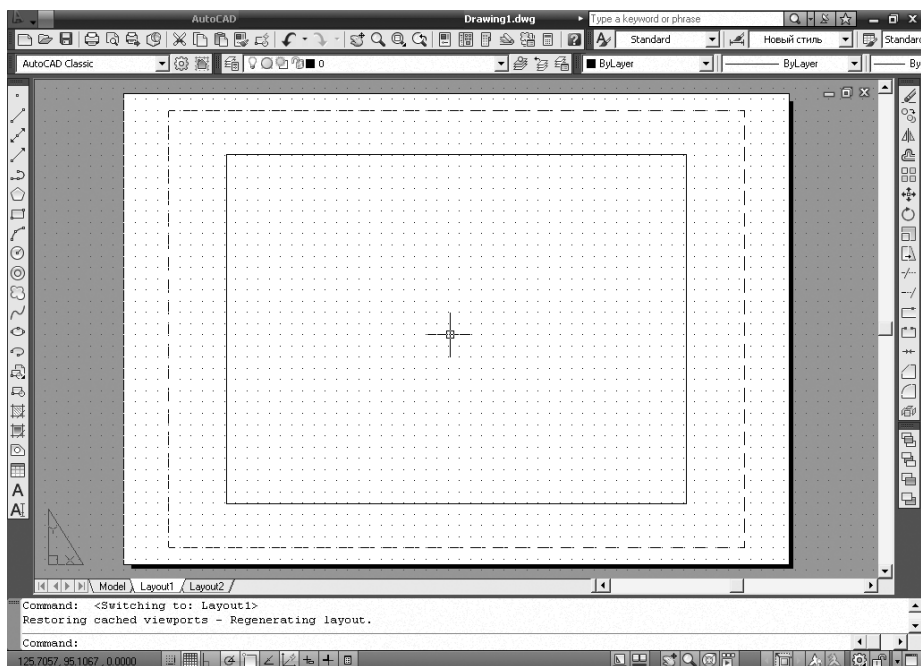 AutoCAD Drawing1.dwg Type a keyword or phrase
Standard Новый стиль Standard
AutoCAD Classic 0 ByLayer ByLayer By
A
A
Y
X
Model Layout1 Layout2
Command: <Switching to: Layout1>
Restoring cached viewports - Regenerating layout.
Command:
125.7057, 95.1067 , 0.0000